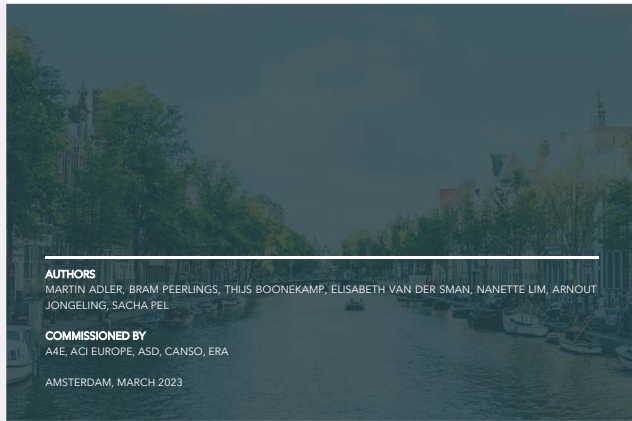 AUTHORS
MARTIN ADLER, BRAM PEERLINGS, THIJS BOONEKAMP, ELISABETH VAN DER SMAN, NANETTE LIM, ARNOUT
JONGELING, SACHA PEL
COMMISSIONED BY
A4E, ACI EUROPE, ASD, CANSO, ERA
AMSTERDAM, MARCH 2023